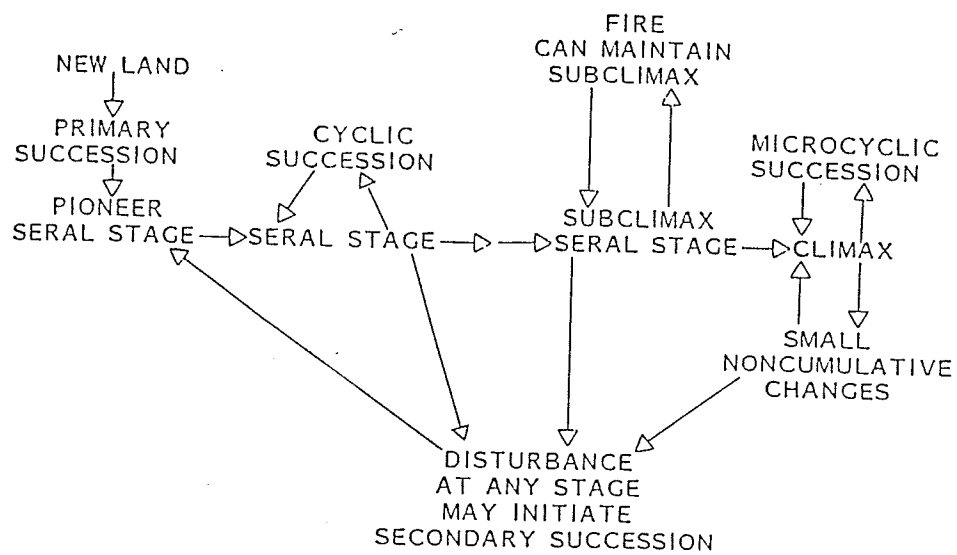 NEW LAND
PRIMARY
SUCCESSION
PIONEER
SERAL STAGE
CYCLIC
SUCCESSION
SERAL STAGE
FIRE
CAN MAINTAIN
SUBCLIMAX
SUBCLIMAX
SERAL STAGE
MICROCYCLIC
SUCCESSION
CLIMAX
SMALL
NONCUMULATIVE
CHANGES
DISTURBANCE
AT ANY STAGE
MAY INITIATE
SECONDARY SUCCESSION